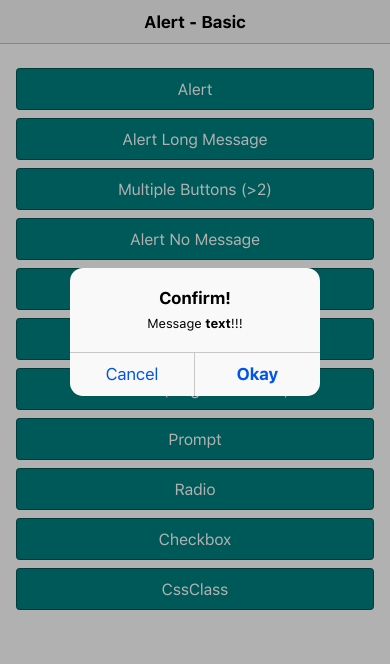 Alert - Basic
Alert
Alert Long Message
Multiple Buttons (>2)
Alert No Message
Confirm!
Message text!!!
Cancel
Okay
Prompt
Radio
Checkbox
CssClass